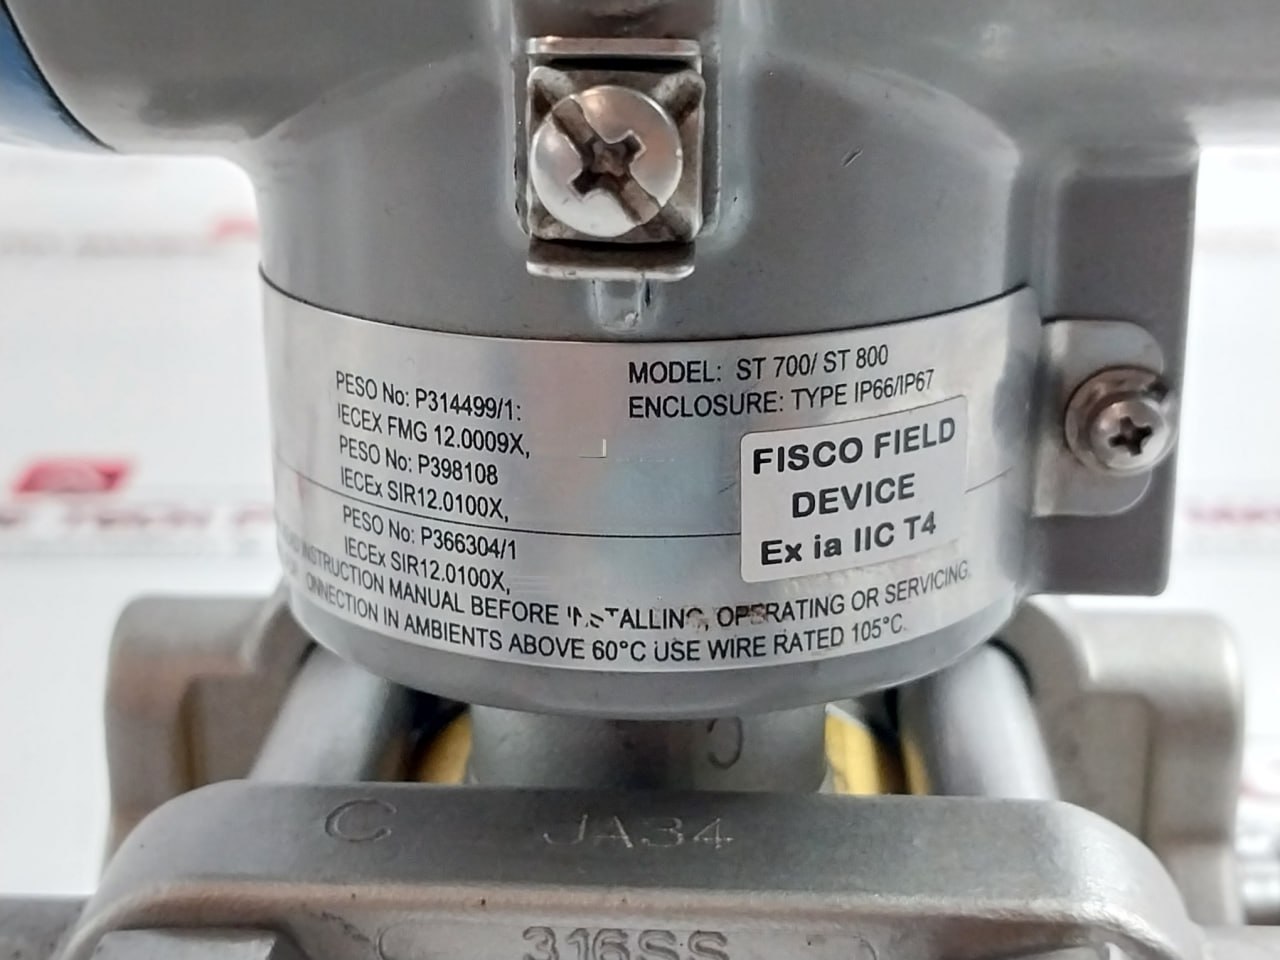 PESO No: P314499/1:
IECEX FMG 12.0009X,
PESO No: P398108
IECEx SIR12.0100X,
PESO No: P366304/1
IECEx SIR12.0100X,
MODEL: ST 700/ ST 800
ENCLOSURE: TYPE IP66/IP67
FISCO FIELD
DEVICE
Ex ia IIC T4
INSTRUCTION MANUAL BEFORE INSTALLING, OPERATING OR SERVICING.
IN AMBIENTS ABOVE 60°C USE WIRE RATED 105°C.
C
C JA34
316SS